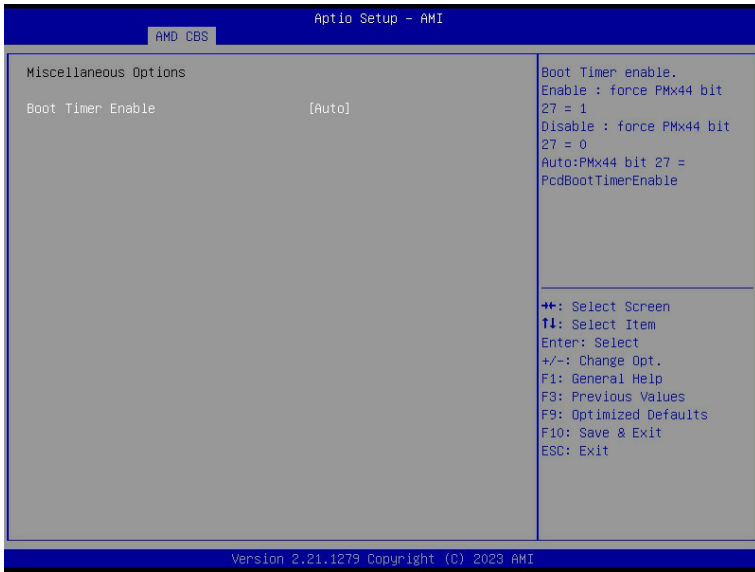 Aptio Setup – AMI
AMD CBS
Miscellaneous Options
Boot Timer Enable [Auto]
Boot Timer enable.
Enable : force PMx44 bit
27 = 1
Disable : force PMx44 bit
27 = 0
Auto:PMx44 bit 27 =
PcdBootTimerEnable
→←: Select Screen
↑↓: Select Item
Enter: Select
+/-: Change Opt.
F1: General Help
F3: Previous Values
F9: Optimized Defaults
F10: Save & Exit
ESC: Exit
Version 2.21.1279 Copyright (C) 2023 AMI